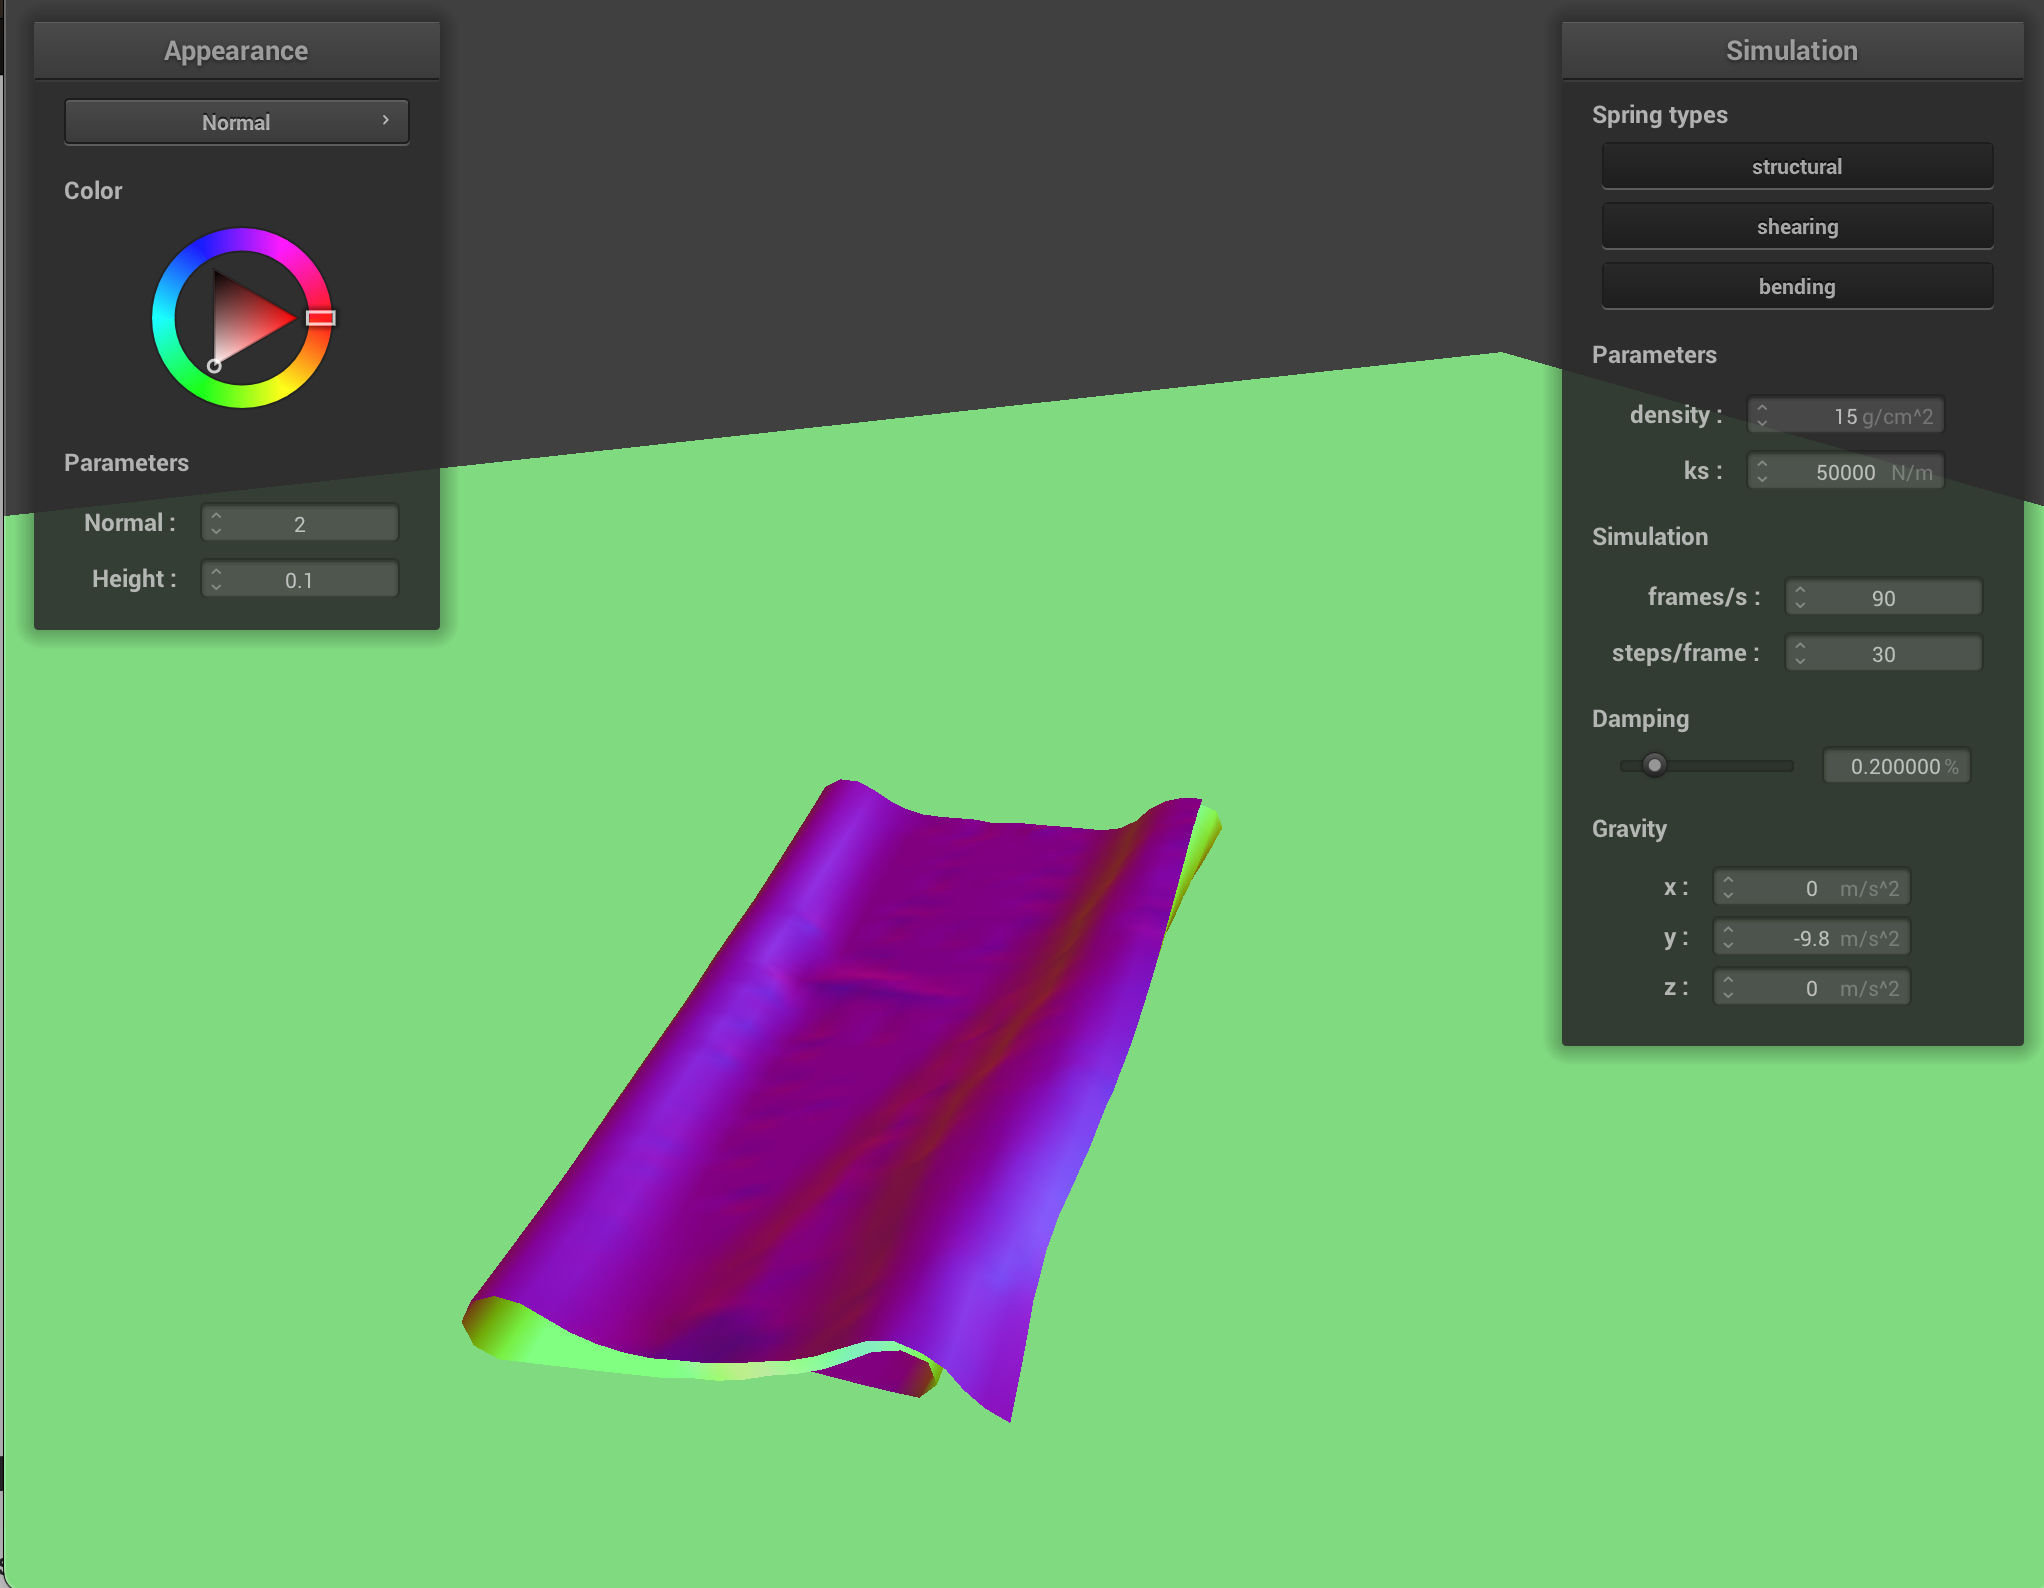 Appearance
Normal
Color
Parameters
Normal : 2
Height : 0.1
Simulation
Spring types
structural
shearing
bending
Parameters
density : 15 g/cm^2
ks : 50000 N/m
Simulation
frames/s : 90
steps/frame : 30
Damping
0.200000 %
Gravity
x : 0 m/s^2
y : -9.8 m/s^2
z : 0 m/s^2